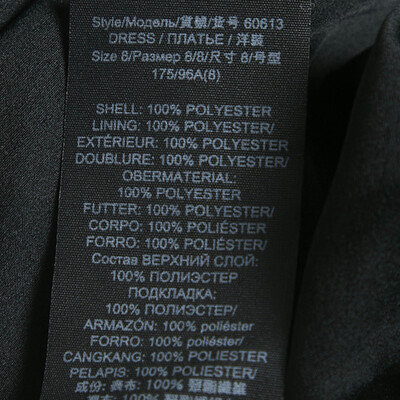 Style/Модель/貨號/货号 60613
DRESS / ПЛАТЬЕ / 洋裝
Size 8/Размер 8/8/尺寸 8/号型
175/96A(8)
SHELL: 100% POLYESTER
LINING: 100% POLYESTER/
EXTÉRIEUR: 100% POLYESTER
DOUBLURE: 100% POLYESTER/
OBERMATERIAL:
100% POLYESTER
FUTTER: 100% POLYESTER/
CORPO: 100% POLIÉSTER
FORRO: 100% POLIÉSTER/
Состав ВЕРХНИЙ СЛОЙ:
100% ПОЛИЭСТЕР
ПОДКЛАДКА:
100% ПОЛИЭСТЕР/
ARMAZÓN: 100% poliéster
FORRO: 100% poliéster/
CANGKANG: 100% POLYESTER
PELAPIS: 100% POLYESTER/
成份: 表布: 100% 聚酯纖維